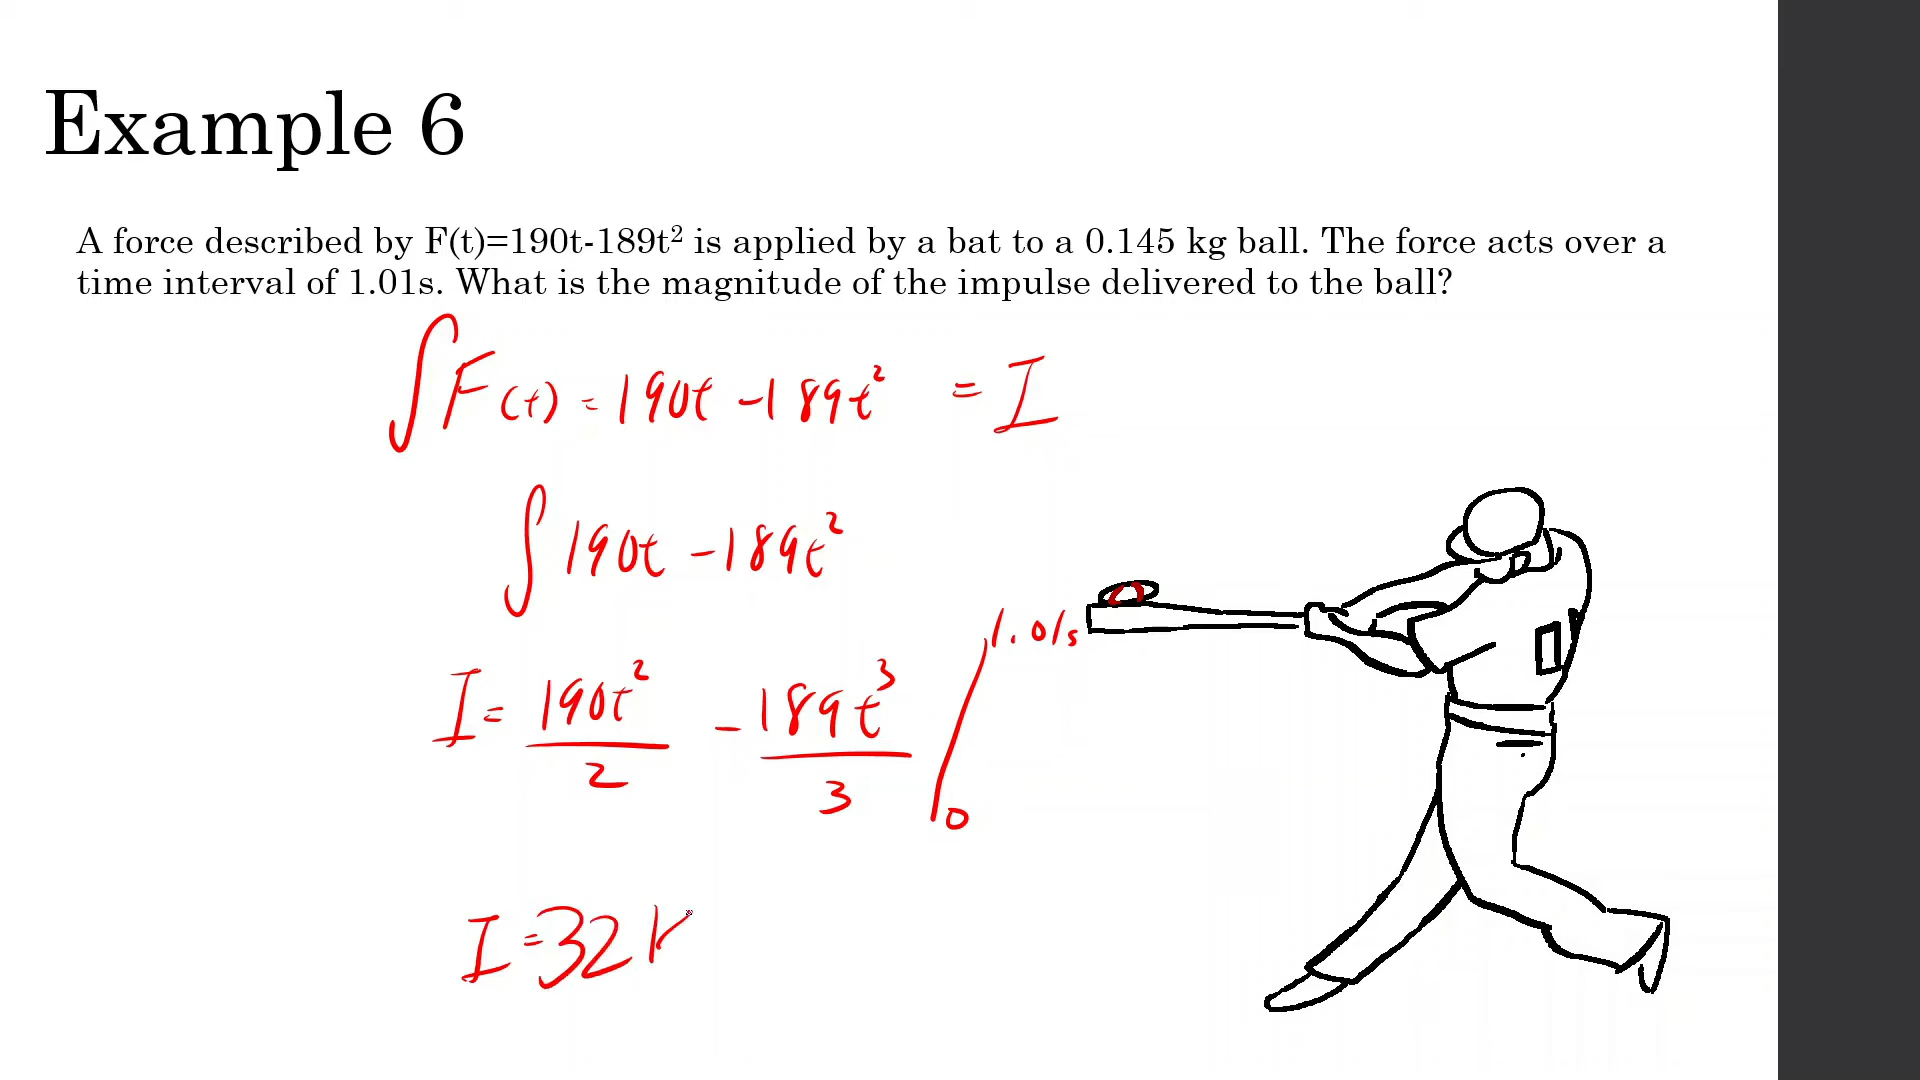 Example 6
A force described by F(t)=190t-189t² is applied by a bat to a 0.145 kg ball. The force acts over a
time interval of 1.01s. What is the magnitude of the impulse delivered to the ball?
∫F(t) = 190t - 189t² = I
∫190t - 189t²
I = 190t²/2 - 189t³/3 / 1.01s 0
I = 32 k
0